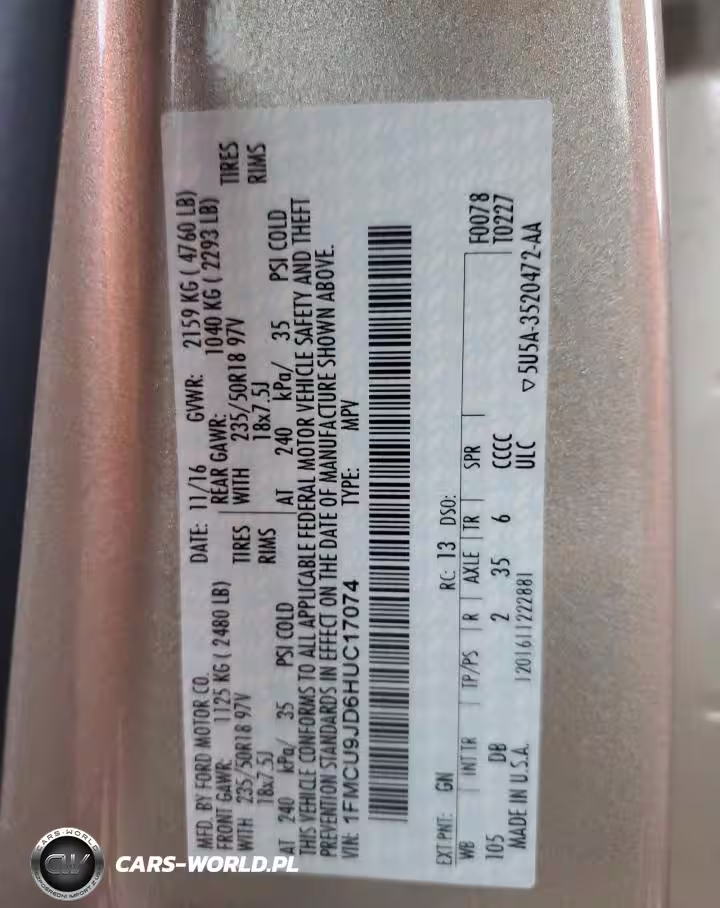 MFD. BY FORD MOTOR CO. DATE: 11/16 GVWR: 2159 KG ( 4760 LB)
FRONT GAWR: 1125 KG ( 2480 LB) REAR GAWR: 1040 KG ( 2293 LB)
WITH 235/50R18 97V TIRES WITH 235/50R18 97V TIRES
18x7.5J RIMS 18x7.5J RIMS
AT 240 kPa/ 35 PSI COLD AT 240 kPa/ 35 PSI COLD
THIS VEHICLE CONFORMS TO ALL APPLICABLE FEDERAL MOTOR VEHICLE SAFETY AND THEFT
PREVENTION STANDARDS IN EFFECT ON THE DATE OF MANUFACTURE SHOWN ABOVE.
VIN: 1FMCU9JD6HUC17074 TYPE: MPV
EXT PNT: GN RC: 13 DSO: F0078
WB INT TR TP/PS R AXLE TR SPR T0227
105 DB 2 35 6 CCCC
MADE IN U.S.A. 1201611222881 ULC ▽5U5A-3520472-AA
CARS-WORLD
CW
CARS-WORLD.PL